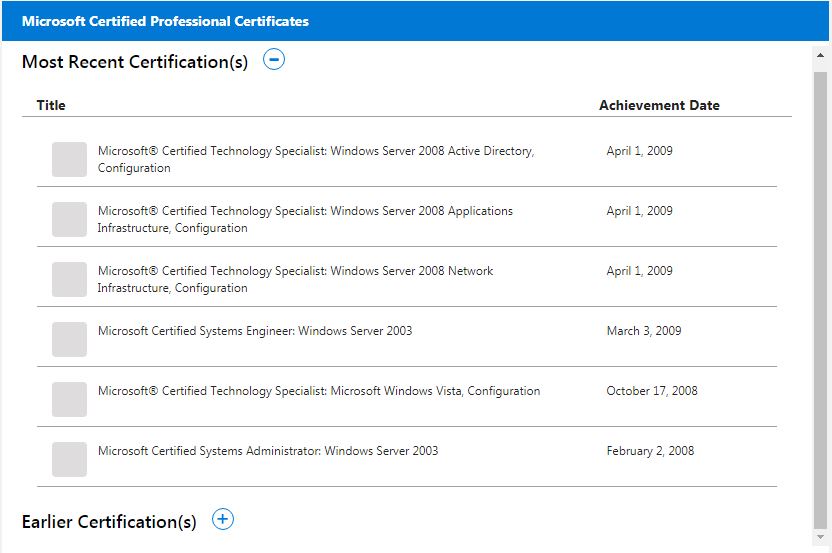 Microsoft Certified Professional Certificates
Most Recent Certification(s)
Title Achievement Date
Microsoft® Certified Technology Specialist: Windows Server 2008 Active Directory, April 1, 2009
Configuration
Microsoft® Certified Technology Specialist: Windows Server 2008 Applications April 1, 2009
Infrastructure, Configuration
Microsoft® Certified Technology Specialist: Windows Server 2008 Network April 1, 2009
Infrastructure, Configuration
Microsoft Certified Systems Engineer: Windows Server 2003 March 3, 2009
Microsoft® Certified Technology Specialist: Microsoft Windows Vista, Configuration October 17, 2008
Microsoft Certified Systems Administrator: Windows Server 2003 February 2, 2008
Earlier Certification(s)